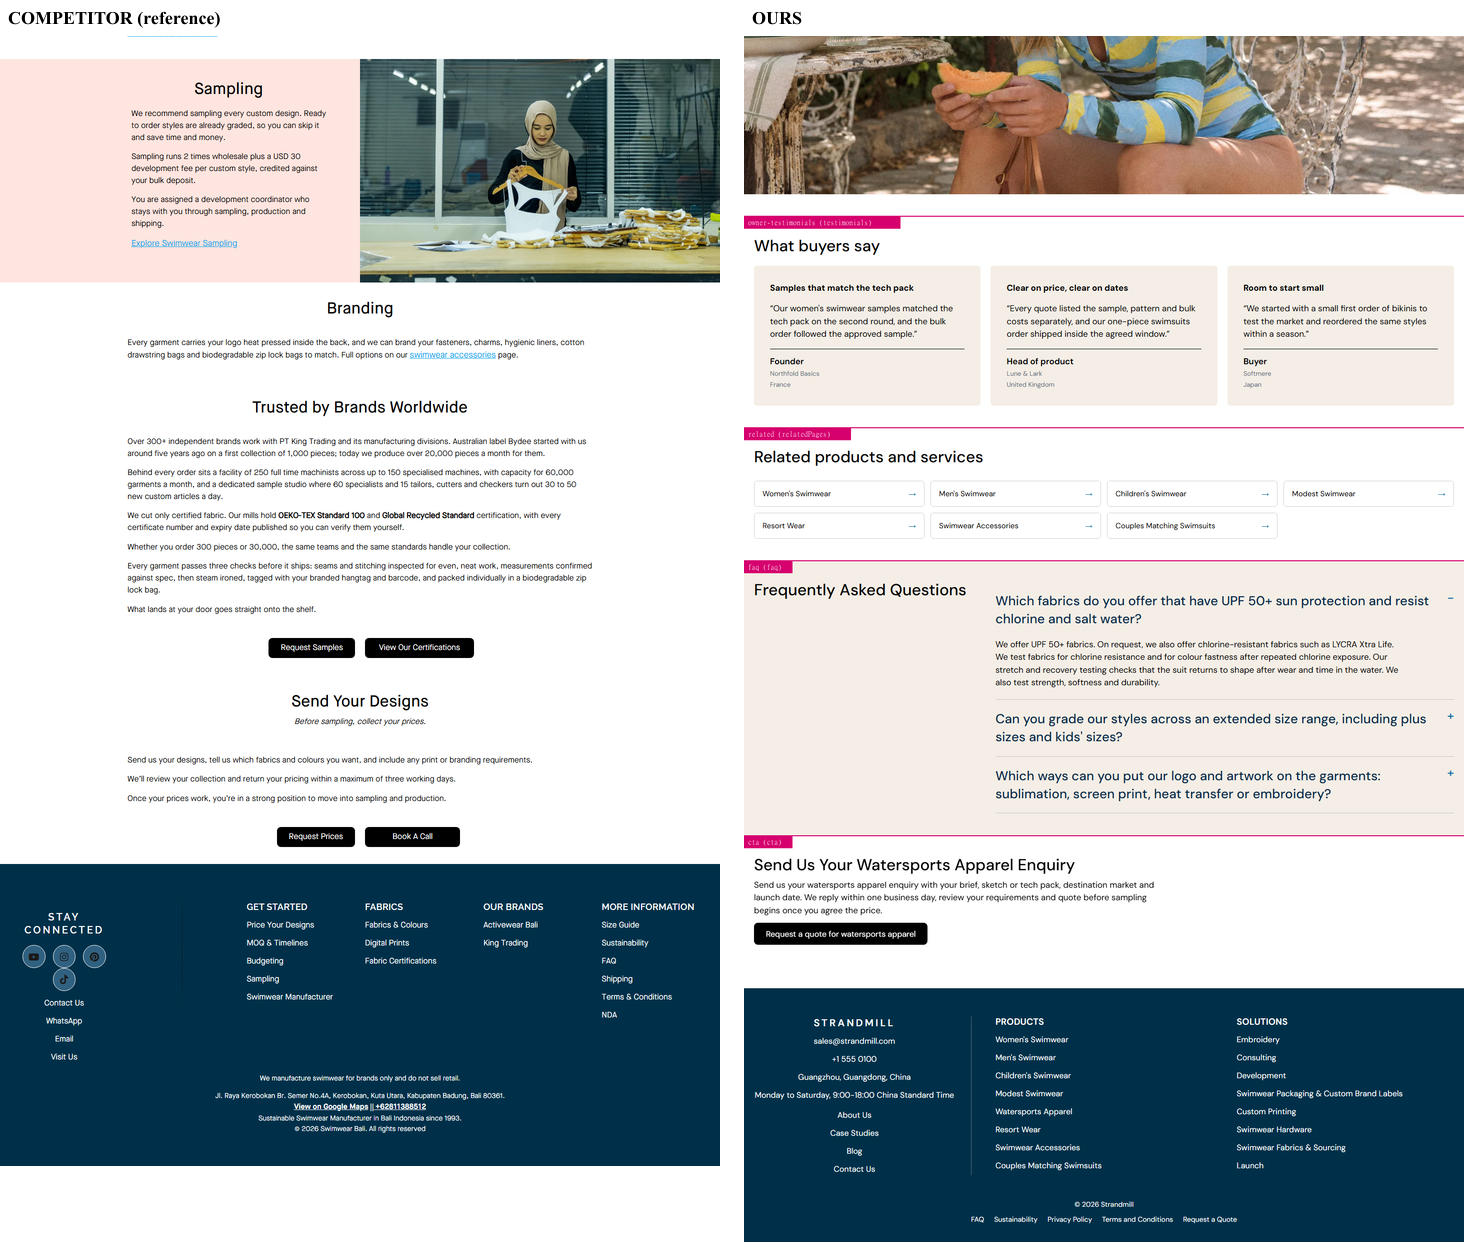 COMPETITOR (reference)
Sampling
We recommend sampling every custom design. Ready
to order styles are already graded, so you can skip it
and save time and money.
Sampling runs 2 times wholesale plus a USD 30
development fee per custom style, credited against
your bulk deposit.
You are assigned a development coordinator who
stays with you through sampling, production and
shipping.
Explore Swimwear Sampling
Branding
Every garment carries your logo heat pressed inside the back, and we can brand your fasteners, charms, hygienic liners, cotton
drawstring bags and biodegradable zip lock bags to match. Full options on our swimwear accessories page.
Trusted by Brands Worldwide
Over 300+ independent brands work with PT King Trading and its manufacturing divisions. Australian label Bydee started with us
around five years ago on a first collection of 1,000 pieces; today we produce over 20,000 pieces a month for them.
Behind every order sits a facility of 250 full time machinists across up to 150 specialised machines, with capacity for 60,000
garments a month, and a dedicated sample studio where 60 specialists and 15 tailors, cutters and checkers turn out 30 to 50
new custom articles a day.
We cut only certified fabric. Our mills hold OEKO-TEX Standard 100 and Global Recycled Standard certification, with every
certificate number and expiry date published so you can verify them yourself.
Whether you order 300 pieces or 30,000, the same teams and the same standards handle your collection.
Every garment passes three checks before it ships: seams and stitching inspected for even, neat work, measurements confirmed
against spec, then steam ironed, tagged with your branded hangtag and barcode, and packed individually in a biodegradable zip
lock bag.
What lands at your door goes straight onto the shelf.
Request Samples
View Our Certifications
Send Your Designs
Before sampling, collect your prices.
Send us your designs, tell us which fabrics and colours you want, and include any print or branding requirements.
We'll review your collection and return your pricing within a maximum of three working days.
Once your prices work, you're in a strong position to move into sampling and production.
Request Prices
Book A Call
STAY
CONNECTED
Contact Us
WhatsApp
Email
Visit Us
GET STARTED
Price Your Designs
MOQ & Timelines
Budgeting
Sampling
Swimwear Manufacturer
FABRICS
Fabrics & Colours
Digital Prints
Fabric Certifications
OUR BRANDS
Activewear Bali
King Trading
MORE INFORMATION
Size Guide
Sustainability
FAQ
Shipping
Terms & Conditions
NDA
We manufacture swimwear for brands only and do not sell retail.
Jl. Raya Kerobokan Br. Semer No.4A, Kerobokan, Kuta Utara, Kabupaten Badung, Bali 80361.
View on Google Maps || +62811388512
Sustainable Swimwear Manufacturer in Bali Indonesia since 1993.
© 2026 Swimwear Bali. All rights reserved
OURS
owner-testimonials (testimonials)
What buyers say
Samples that match the tech pack
“Our women's swimwear samples matched the
tech pack on the second round, and the bulk
order followed the approved sample.”
Founder
Northfold Basics
France
Clear on price, clear on dates
“Every quote listed the sample, pattern and bulk
costs separately, and our one-piece swimsuits
order shipped inside the agreed window.”
Head of product
Lune & Lark
United Kingdom
Room to start small
“We started with a small first order of bikinis to
test the market and reordered the same styles
within a season.”
Buyer
Softmere
Japan
related (relatedPages)
Related products and services
Women's Swimwear →
Men's Swimwear →
Children's Swimwear →
Modest Swimwear →
Resort Wear →
Swimwear Accessories →
Couples Matching Swimsuits →
faq (faq)
Frequently Asked Questions
Which fabrics do you offer that have UPF 50+ sun protection and resist −
chlorine and salt water?
We offer UPF 50+ fabrics. On request, we also offer chlorine-resistant fabrics such as LYCRA Xtra Life.
We test fabrics for chlorine resistance and for colour fastness after repeated chlorine exposure. Our
stretch and recovery testing checks that the suit returns to shape after wear and time in the water. We
also test strength, softness and durability.
Can you grade our styles across an extended size range, including plus +
sizes and kids' sizes?
Which ways can you put our logo and artwork on the garments: +
sublimation, screen print, heat transfer or embroidery?
cta (cta)
Send Us Your Watersports Apparel Enquiry
Send us your watersports apparel enquiry with your brief, sketch or tech pack, destination market and
launch date. We reply within one business day, review your requirements and quote before sampling
begins once you agree the price.
Request a quote for watersports apparel
STRANDMILL
sales@strandmill.com
+1 555 0100
Guangzhou, Guangdong, China
Monday to Saturday, 9:00-18:00 China Standard Time
About Us
Case Studies
Blog
Contact Us
PRODUCTS
Women's Swimwear
Men's Swimwear
Children's Swimwear
Modest Swimwear
Watersports Apparel
Resort Wear
Swimwear Accessories
Couples Matching Swimsuits
SOLUTIONS
Embroidery
Consulting
Development
Swimwear Packaging & Custom Brand Labels
Custom Printing
Swimwear Hardware
Swimwear Fabrics & Sourcing
Launch
© 2026 Strandmill
FAQ Sustainability Privacy Policy Terms and Conditions Request a Quote